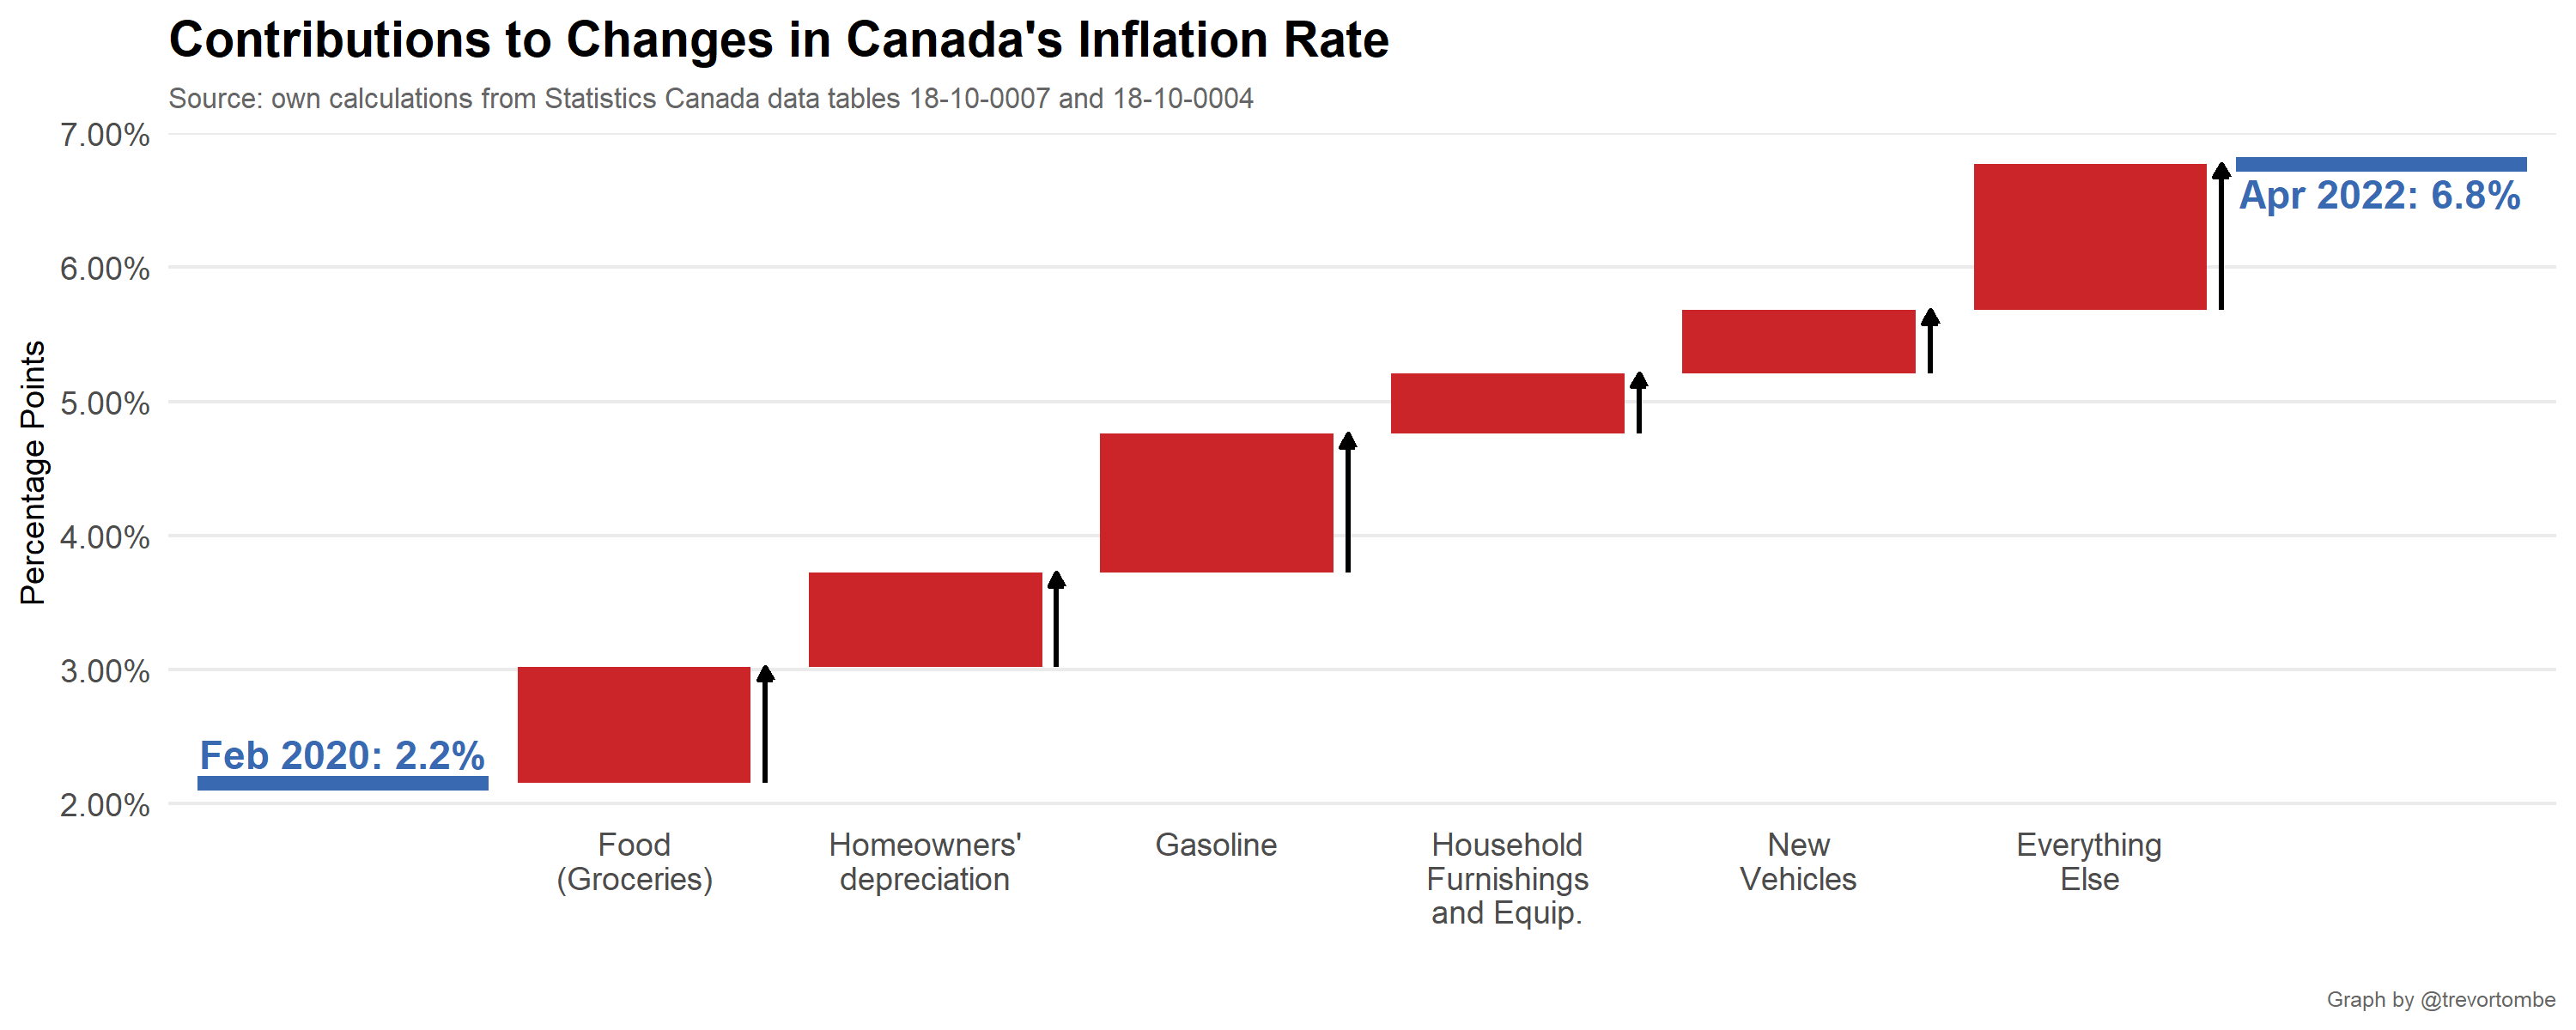 Contributions to Changes in Canada's Inflation Rate
Source: own calculations from Statistics Canada data tables 18-10-0007 and 18-10-0004
Percentage Points
7.00%
6.00%
5.00%
4.00%
3.00%
2.00%
Feb 2020: 2.2%
Apr 2022: 6.8%
Food
(Groceries)
Homeowners'
depreciation
Gasoline
Household
Furnishings
and Equip.
New
Vehicles
Everything
Else
Graph by @trevortombe